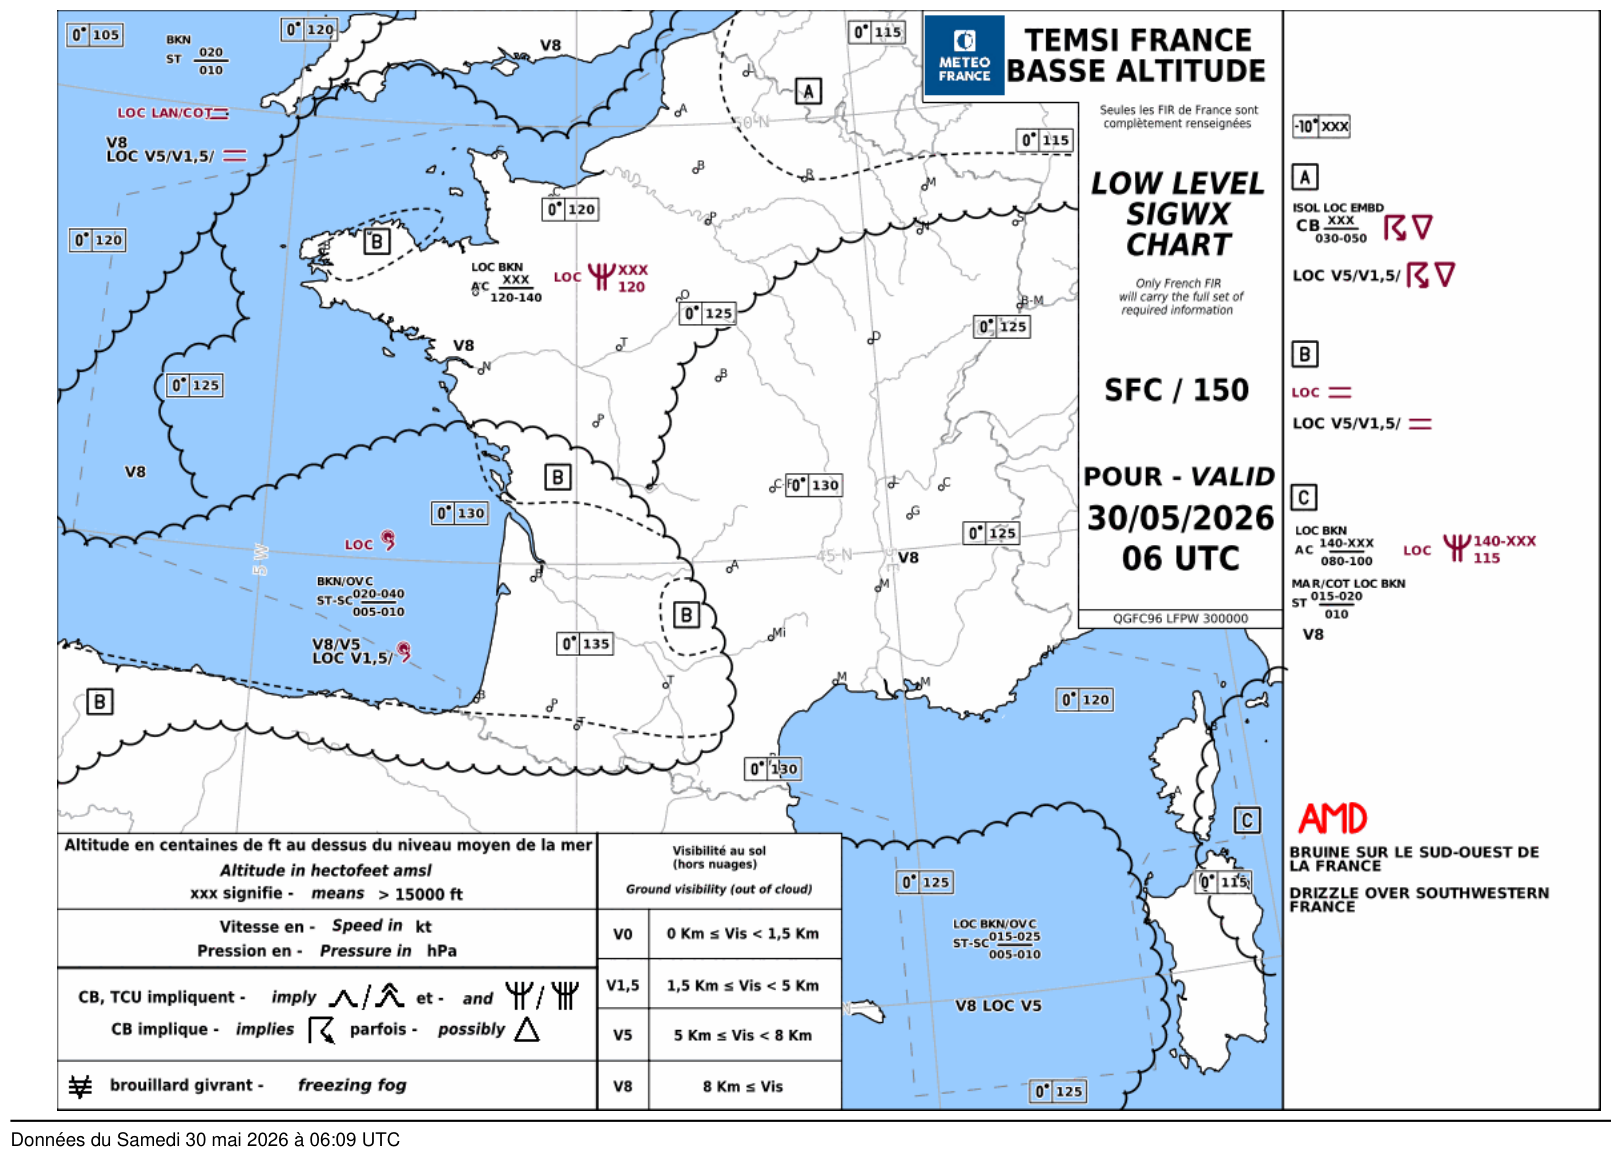 0° 105
0° 120
BKN
ST 020
010
LOC LAN/COT
V8
LOC V5/V1,5/
0° 120
V8
0° 115
A
L
A
50°N
METEO
FRANCE
TEMSI FRANCE
BASSE ALTITUDE
Seules les FIR de France sont
complètement renseignées
LOW LEVEL
SIGWX
CHART
Only French FIR
will carry the full set of
required information
SFC / 150
POUR - VALID
30/05/2026
06 UTC
QGFC96 LFPW 300000
0° 115
C
B
R
M
C
0° 120
P
N
B
B
LOC BKN
AC XXX
120-140
LOC XXX
120
O
0° 125
B-M
0° 125
D
T
V8
N
B
0° 125
P
V8
B
L
C-F
0° 130
L
C
G
0° 130
0° 125
LOC
5 W
45 N
V8
A
B
M
BKN/OVC
ST-SC 020-040
005-010
V8/V5
LOC V1,5/
B
0° 135
Mi
N
T
M
M
B
B
P
T
0° 120
B
0° 130
P
A
C
0° 125
0° 115
LOC BKN/OVC
ST-SC 015-025
005-010
V8 LOC V5
0° 125
-10° XXX
A
ISOL LOC EMBD
CB XXX
030-050
LOC V5/V1,5/
B
LOC
LOC V5/V1,5/
C
LOC BKN
AC 140-XXX
080-100
LOC 140-XXX
115
MAR/COT LOC BKN
ST 015-020
010
V8
AMD
BRUINE SUR LE SUD-OUEST DE
LA FRANCE
DRIZZLE OVER SOUTHWESTERN
FRANCE
Altitude en centaines de ft au dessus du niveau moyen de la mer
Altitude in hectofeet amsl
xxx signifie - means > 15000 ft
Vitesse en - Speed in kt
Pression en - Pressure in hPa
CB, TCU impliquent - imply / et - and /
CB implique - implies parfois - possibly
brouillard givrant - freezing fog
Visibilité au sol
(hors nuages)
Ground visibility (out of cloud)
V0 0 Km ≤ Vis < 1,5 Km
V1,5 1,5 Km ≤ Vis < 5 Km
V5 5 Km ≤ Vis < 8 Km
V8 8 Km ≤ Vis
Données du Samedi 30 mai 2026 à 06:09 UTC